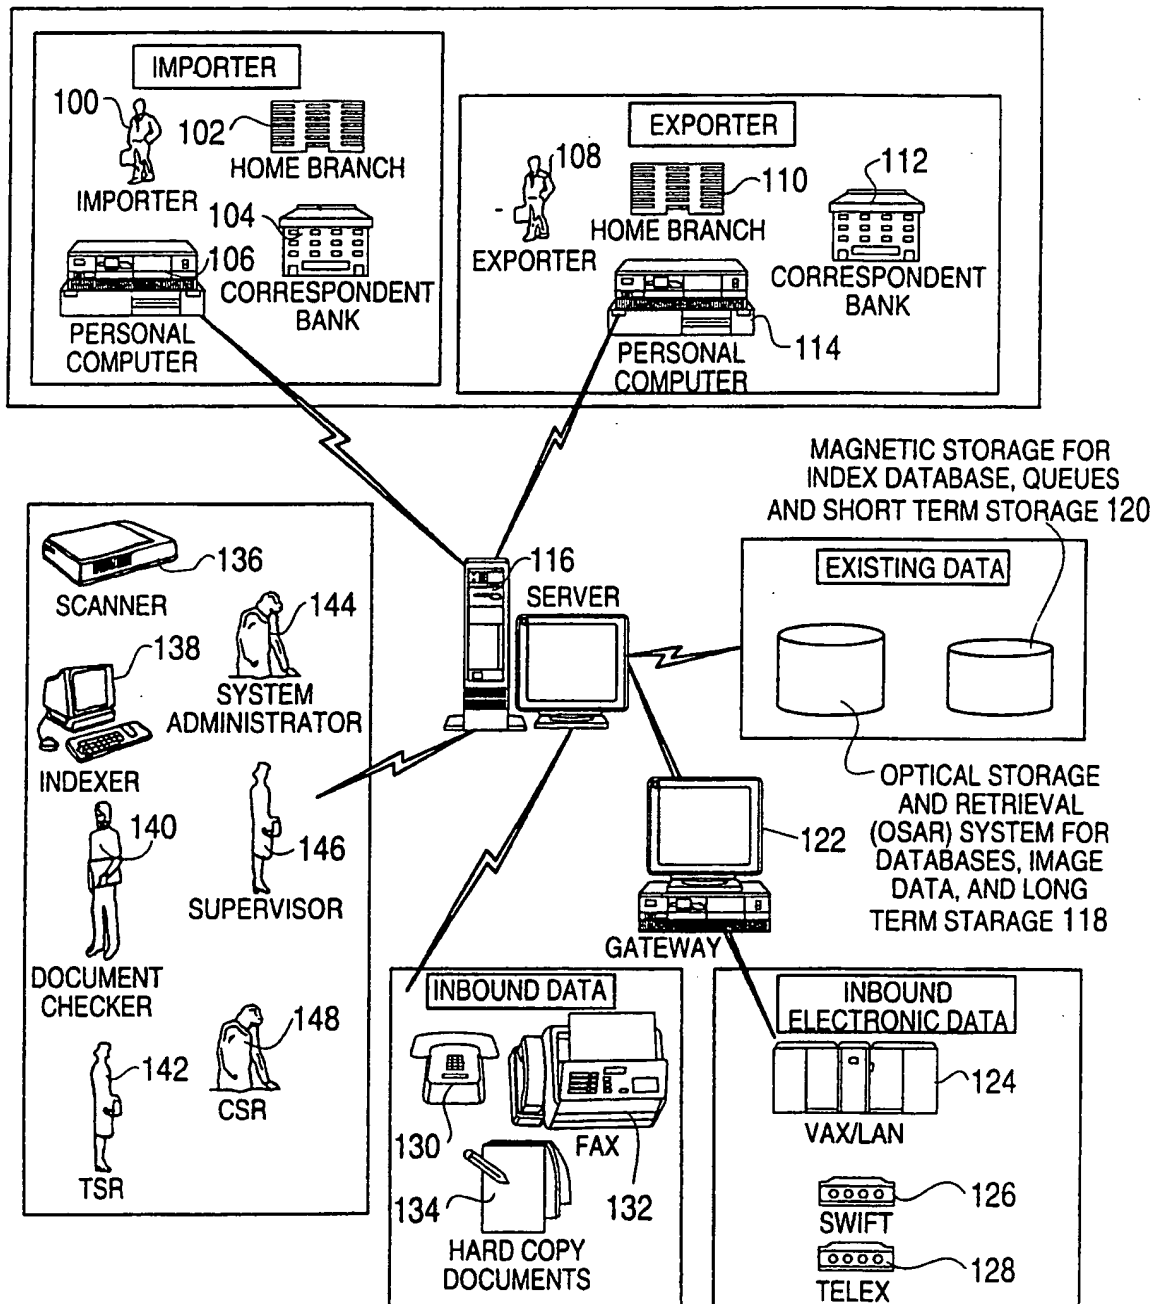 IMPORTER
100
102
HOME BRANCH
IMPORTER
104
106
CORRESPONDENT
BANK
PERSONAL
COMPUTER
EXPORTER
108
110
112
HOME BRANCH
EXPORTER
CORRESPONDENT
BANK
114
PERSONAL
COMPUTER
MAGNETIC STORAGE FOR
INDEX DATABASE, QUEUES
AND SHORT TERM STORAGE 120
136
SCANNER
144
138
SYSTEM
ADMINISTRATOR
INDEXER
140
146
SUPERVISOR
DOCUMENT
CHECKER
148
142
CSR
TSR
116
SERVER
EXISTING DATA
OPTICAL STORAGE
AND RETRIEVAL
(OSAR) SYSTEM FOR
DATABASES, IMAGE
DATA, AND LONG
TERM STARAGE 118
122
GATEWAY
INBOUND DATA
130
FAX
132
134
HARD COPY
DOCUMENTS
INBOUND
ELECTRONIC DATA
124
VAX/LAN
126
SWIFT
128
TELEX